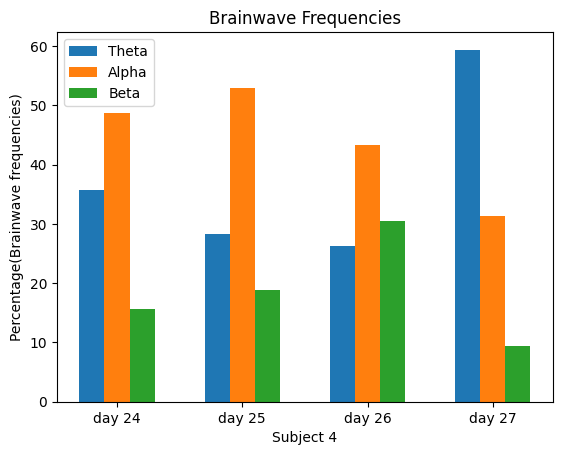 Brainwave Frequencies
Theta
Alpha
Beta
Percentage(Brainwave frequencies)
60
50
40
30
20
10
0
day 24 day 25 day 26 day 27
Subject 4